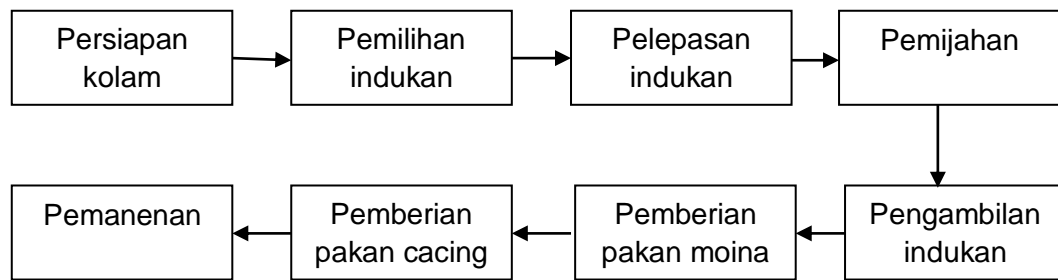 Persiapan
kolam
Pemilihan
indukan
Pelepasan
indukan
Pemijahan
Pengambilan
indukan
Pemberian
pakan moina
Pemberian
pakan cacing
Pemanenan